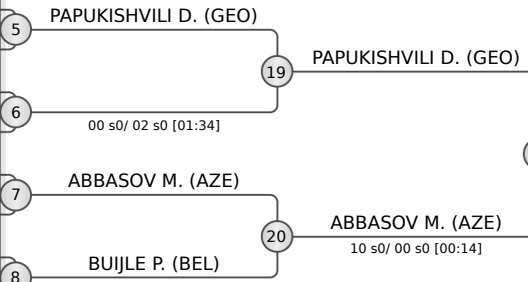 PAPUKISHVILI D. (GEO)
5
19
PAPUKISHVILI D. (GEO)
6
00 s0/ 02 s0 [01:34]
ABBASOV M. (AZE)
7
20
ABBASOV M. (AZE)
10 s0/ 00 s0 [00:14]
BUIJLE P. (BEL)
8